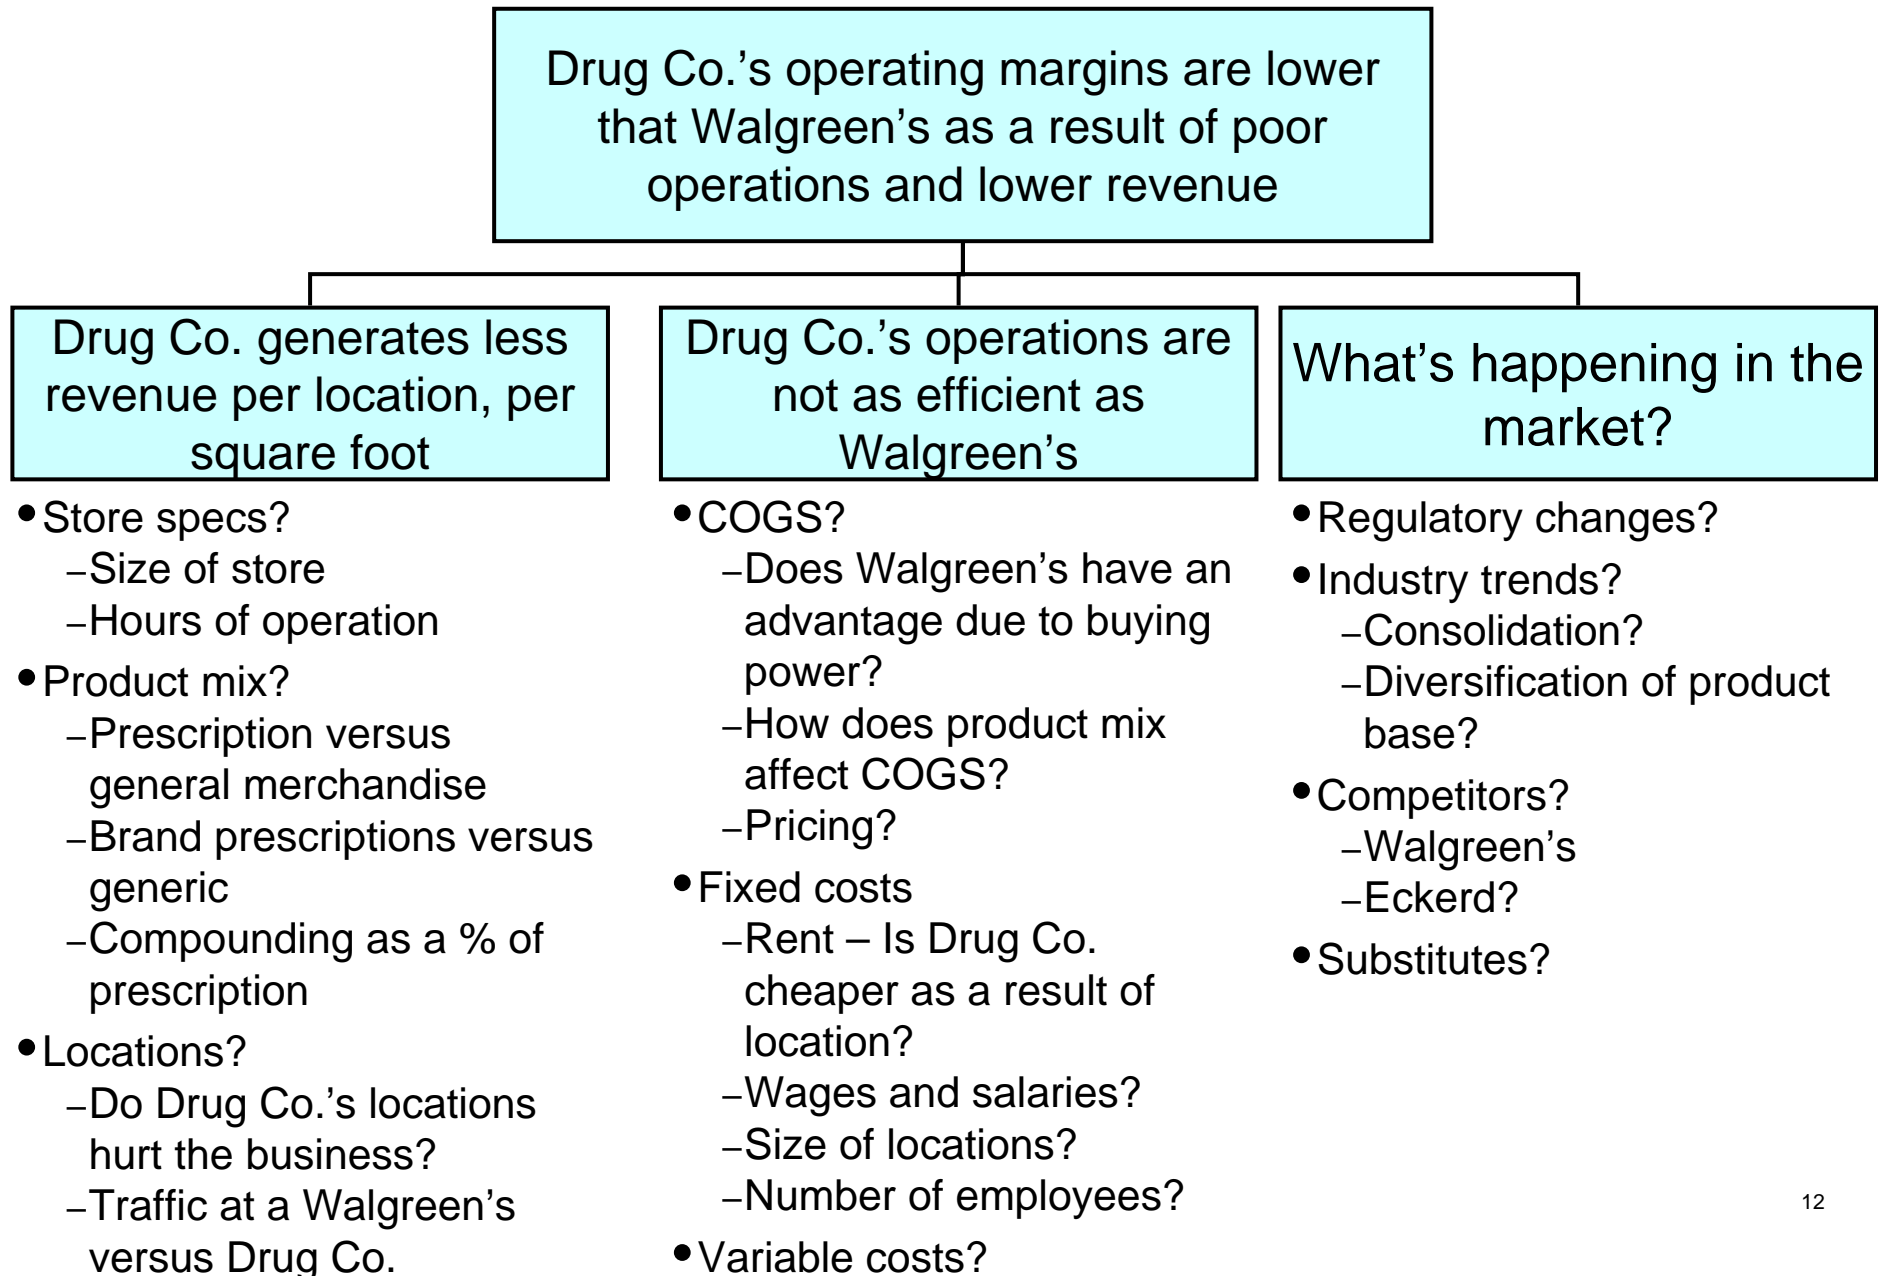 Drug Co.’s operating margins are lower
that Walgreen’s as a result of poor
operations and lower revenue
Drug Co. generates less
revenue per location, per
square foot
•Store specs?
–Size of store
–Hours of operation
•Product mix?
–Prescription versus
general merchandise
–Brand prescriptions versus
generic
–Compounding as a % of
prescription
•Locations?
–Do Drug Co.’s locations
hurt the business?
–Traffic at a Walgreen’s
versus Drug Co.
Drug Co.’s operations are
not as efficient as
Walgreen’s
•COGS?
–Does Walgreen’s have an
advantage due to buying
power?
–How does product mix
affect COGS?
–Pricing?
•Fixed costs
–Rent – Is Drug Co.
cheaper as a result of
location?
–Wages and salaries?
–Size of locations?
–Number of employees?
•Variable costs?
What’s happening in the
market?
•Regulatory changes?
•Industry trends?
–Consolidation?
–Diversification of product
base?
•Competitors?
–Walgreen’s
–Eckerd?
•Substitutes?
12